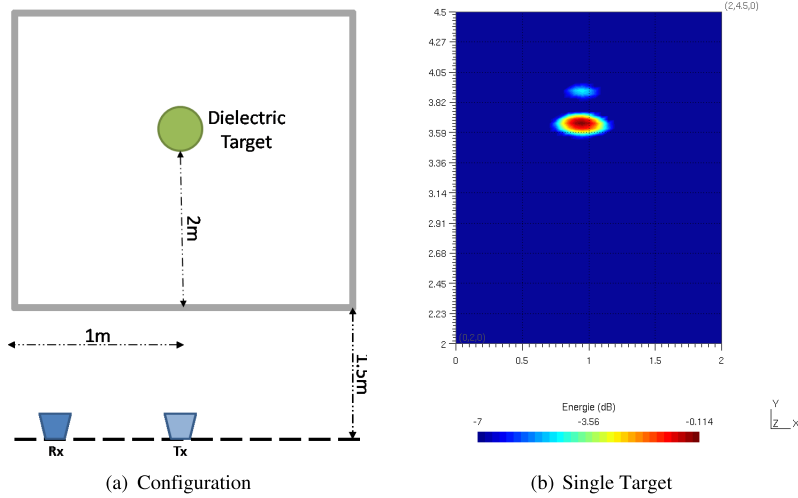 Dielectric
Target
2m
1m
1.5m
Rx
Tx
(a) Configuration
(2,4.5,0)
4.5
4.27
4.05
3.82
3.59
3.36
3.14
2.91
2.68
2.45
2.23
2
(0,2,0)
0
0.5
1
1.5
2
Energie (dB)
-7
-3.56
-0.114
Y
Z
X
(b) Single Target